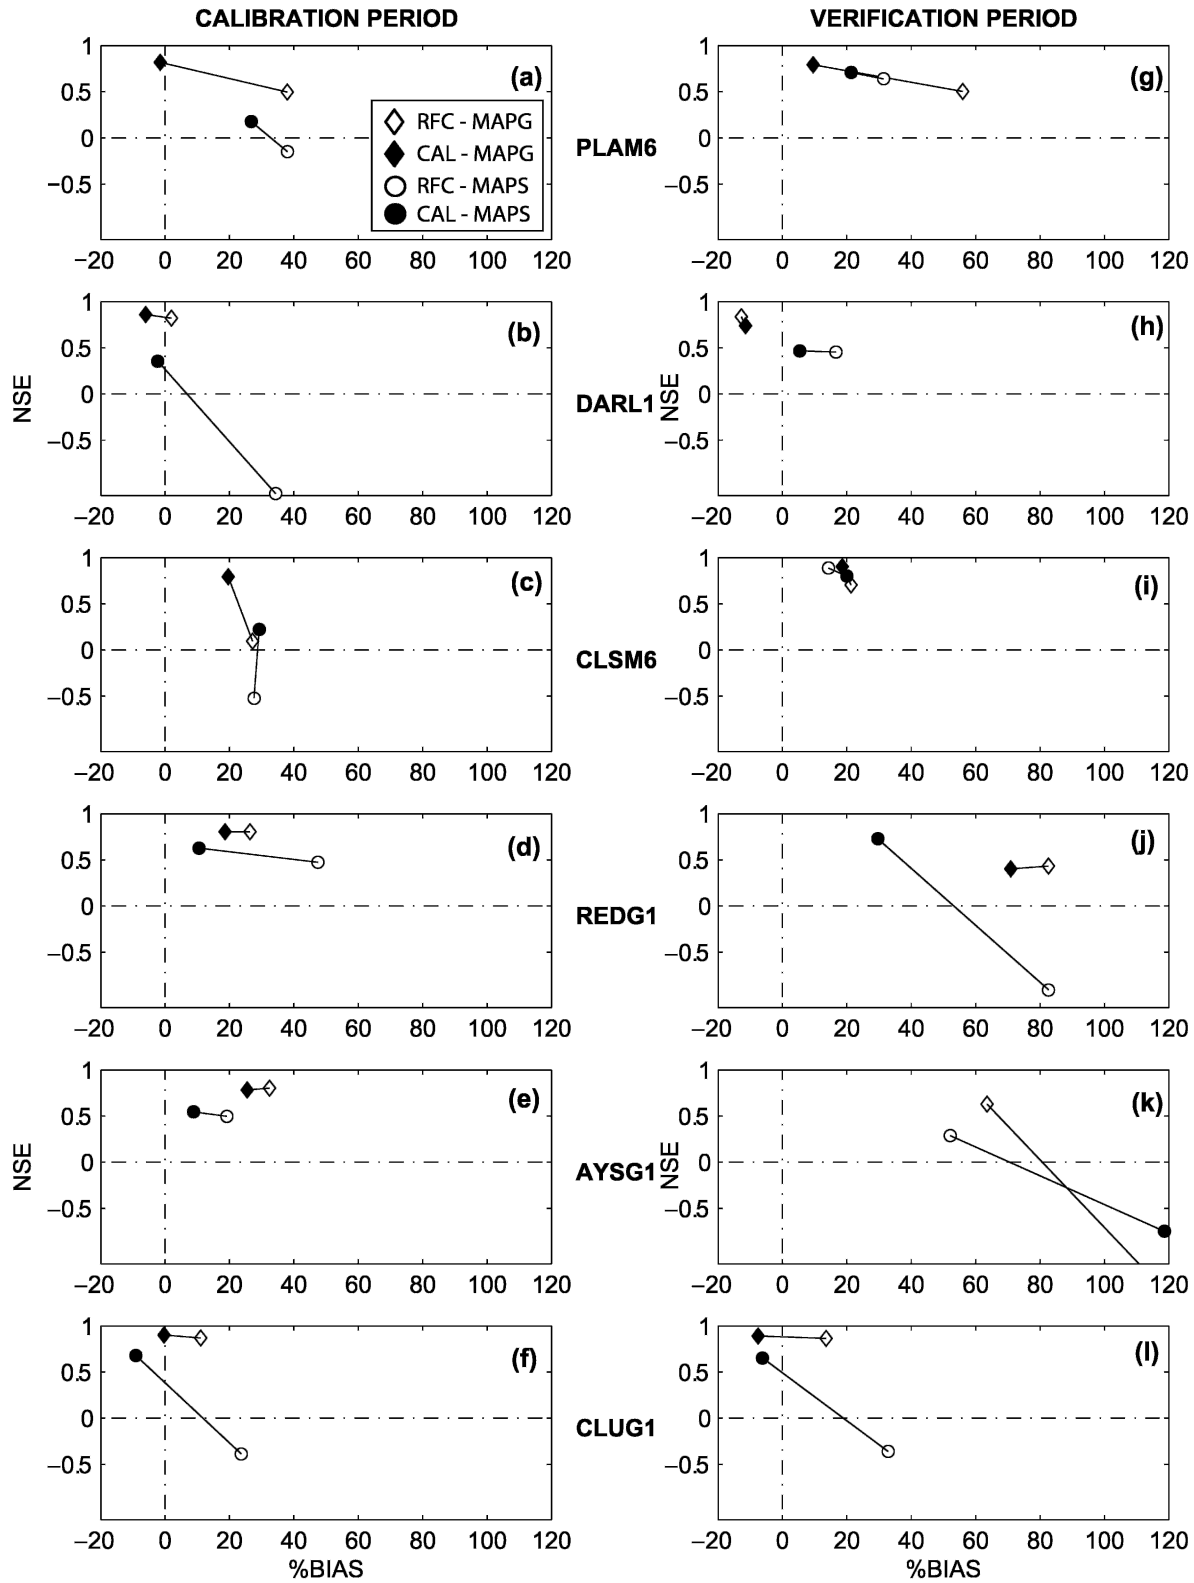 CALIBRATION PERIOD
VERIFICATION PERIOD
1
0.5
0
−0.5
(a)
RFC - MAPG
CAL - MAPG
RFC - MAPS
CAL - MAPS
−20 0 20 40 60 80 100 120
PLAM6
1
0.5
0
−0.5
(g)
−20 0 20 40 60 80 100 120
NSE
1
0.5
0
−0.5
(b)
−20 0 20 40 60 80 100 120
DARL1
NSE
1
0.5
0
−0.5
(h)
−20 0 20 40 60 80 100 120
1
0.5
0
−0.5
(c)
−20 0 20 40 60 80 100 120
CLSM6
1
0.5
0
−0.5
(i)
−20 0 20 40 60 80 100 120
1
0.5
0
−0.5
(d)
−20 0 20 40 60 80 100 120
REDG1
1
0.5
0
−0.5
(j)
−20 0 20 40 60 80 100 120
NSE
1
0.5
0
−0.5
(e)
−20 0 20 40 60 80 100 120
AYSG1
NSE
1
0.5
0
−0.5
(k)
−20 0 20 40 60 80 100 120
1
0.5
0
−0.5
(f)
−20 0 20 40 60 80 100 120
%BIAS
CLUG1
1
0.5
0
−0.5
(l)
−20 0 20 40 60 80 100 120
%BIAS